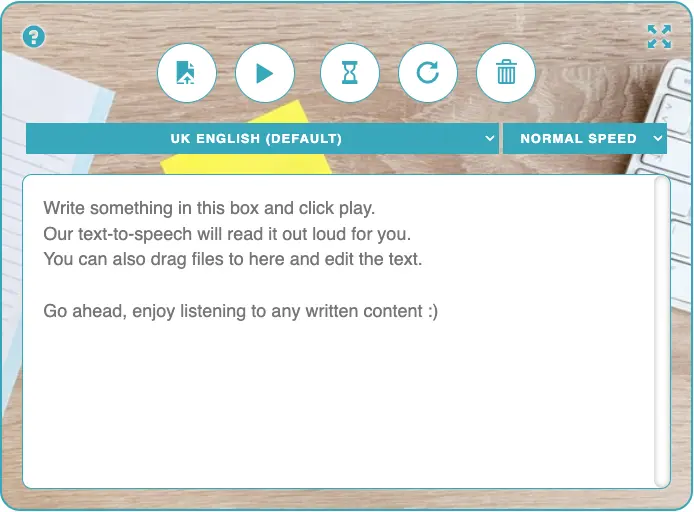 ?
UK ENGLISH (DEFAULT)
NORMAL SPEED
Write something in this box and click play.
Our text-to-speech will read it out loud for you.
You can also drag files to here and edit the text.
Go ahead, enjoy listening to any written content :)